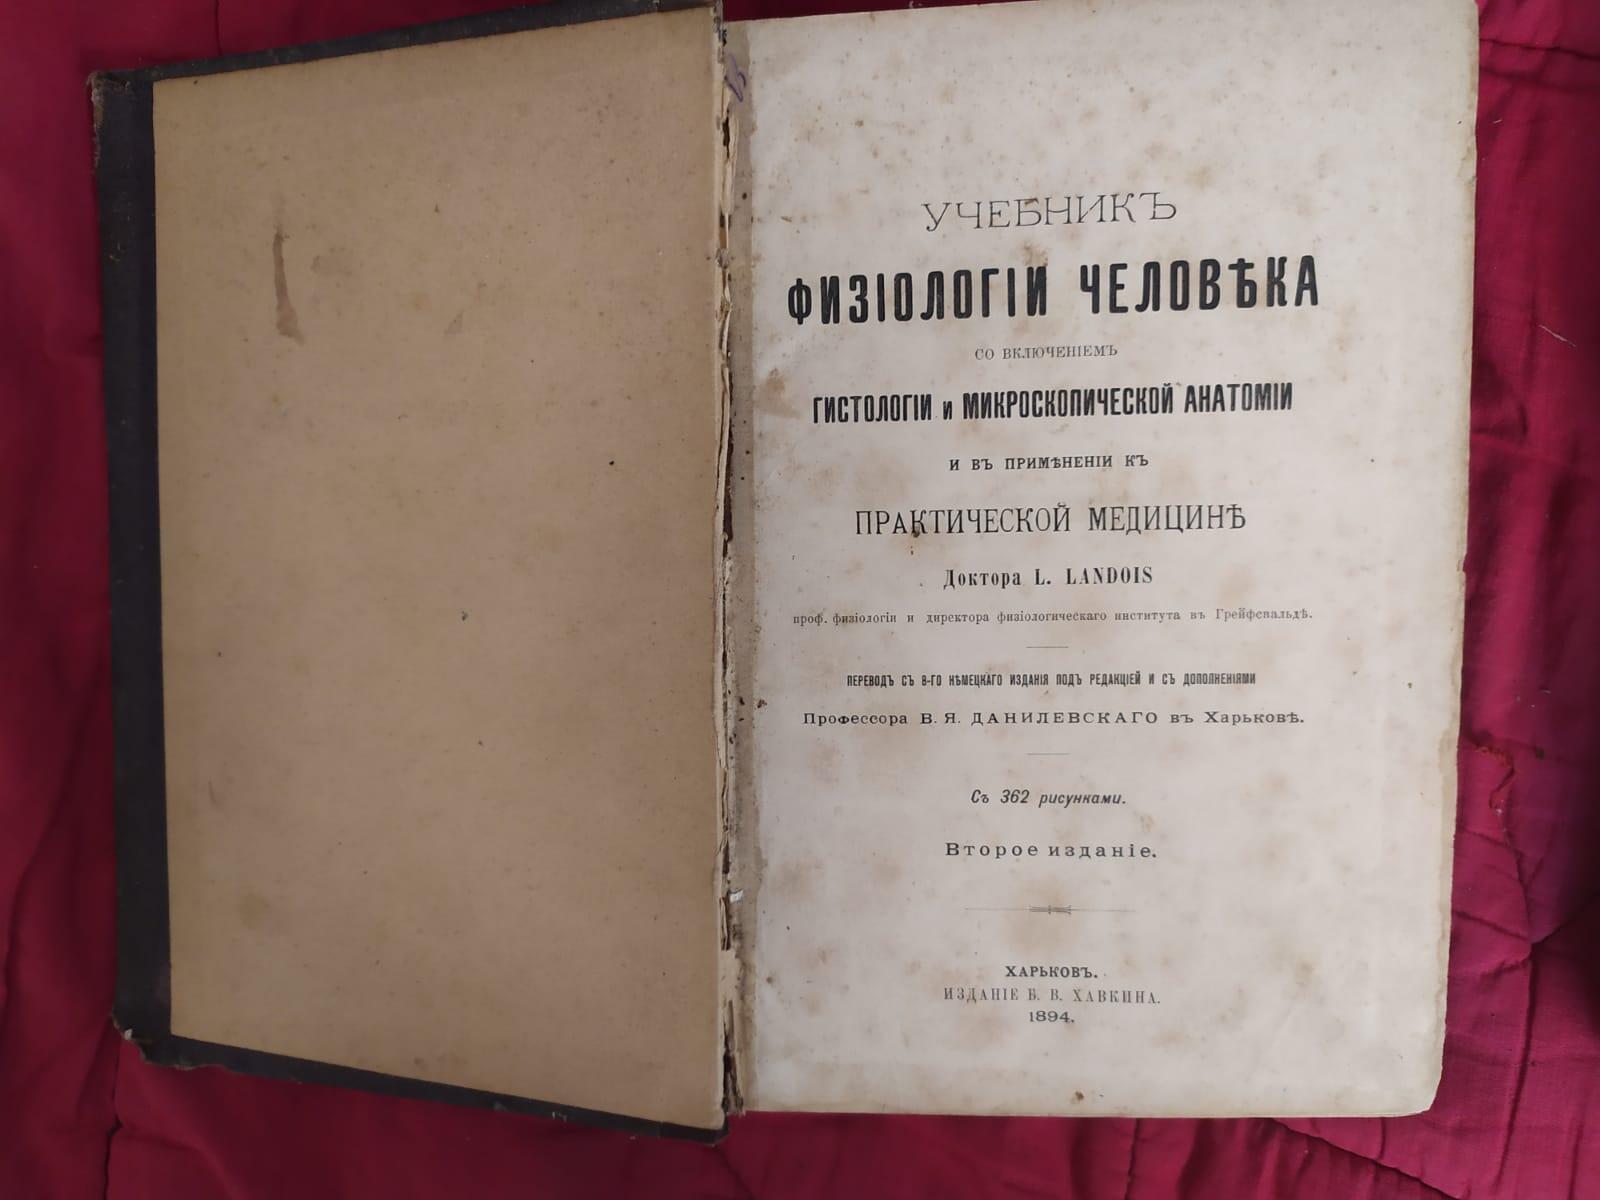 УЧЕБНИКЪ
ФИЗІОЛОГІИ ЧЕЛОВѢКА
СО ВКЛЮЧЕНІЕМЪ
ГИСТОЛОГІИ и МИКРОСКОПИЧЕСКОЙ АНАТОМІИ
И ВЪ ПРИМѢНЕНІИ КЪ
ПРАКТИЧЕСКОЙ МЕДИЦИНѢ
Доктора L. LANDOIS
проф. физіологіи и директора физіологическаго института въ Грейфсвальдѣ.
ПЕРЕВОДЪ СЪ 8-ГО НѢМЕЦКАГО ИЗДАНІЯ ПОДЪ РЕДАКЦІЕЙ И СЪ ДОПОЛНЕНІЯМИ
Профессора В. Я. ДАНИЛЕВСКАГО въ Харьковѣ.
Съ 362 рисунками.
Второе изданіе.
ХАРЬКОВЪ.
ИЗДАНІЕ Б. В. ХАВКИНА.
1894.